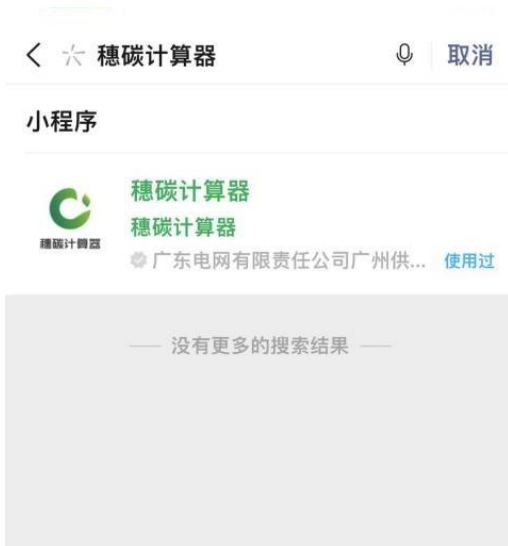 穗碳计算器
取消
小程序
穗碳计算器
穗碳计算器
穗碳计算器
广东电网有限责任公司广州供...
使用过
没有更多的搜索结果